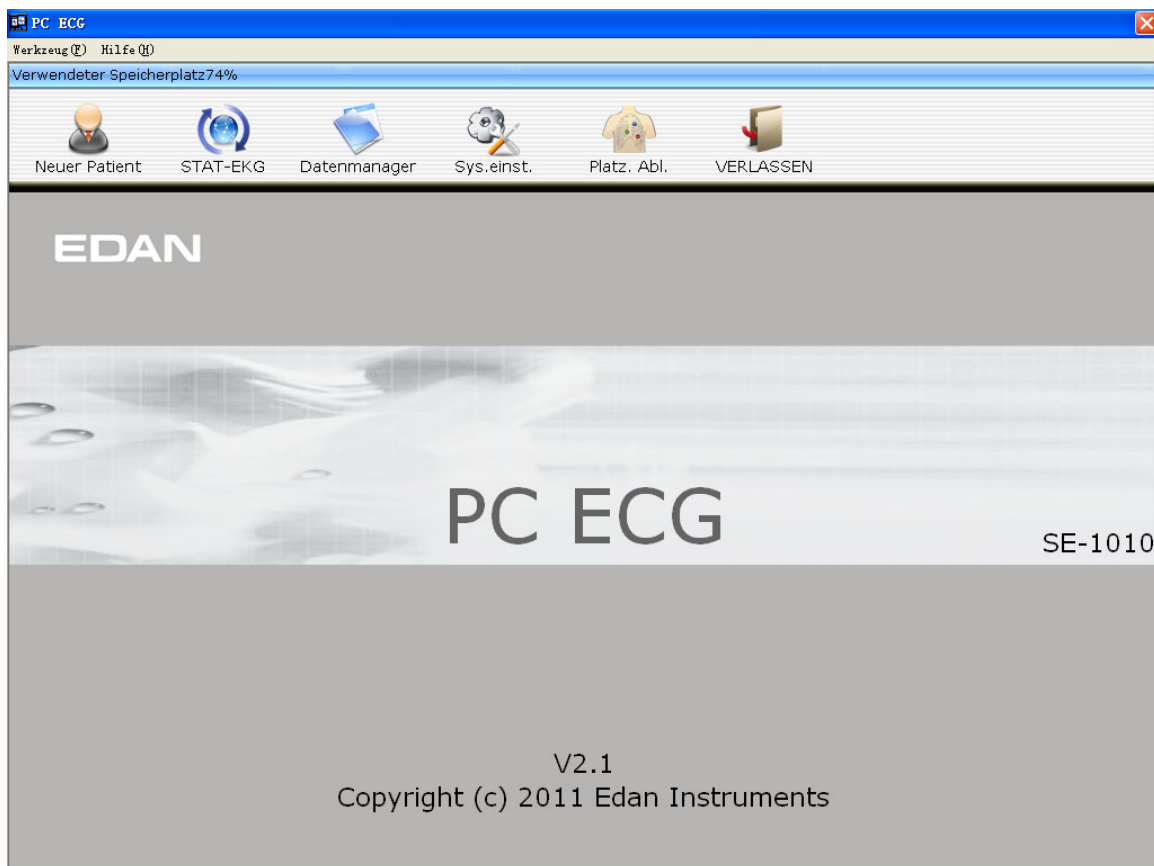 PC ECG
Werkzeug(F) Hilfe(H)
Verwendeter Speicherplatz74%
Neuer Patient STAT-EKG Datenmanager Sys.einst. Platz. Abl. VERLASSEN
EDAN
PC ECG
SE-1010
V2.1
Copyright (c) 2011 Edan Instruments